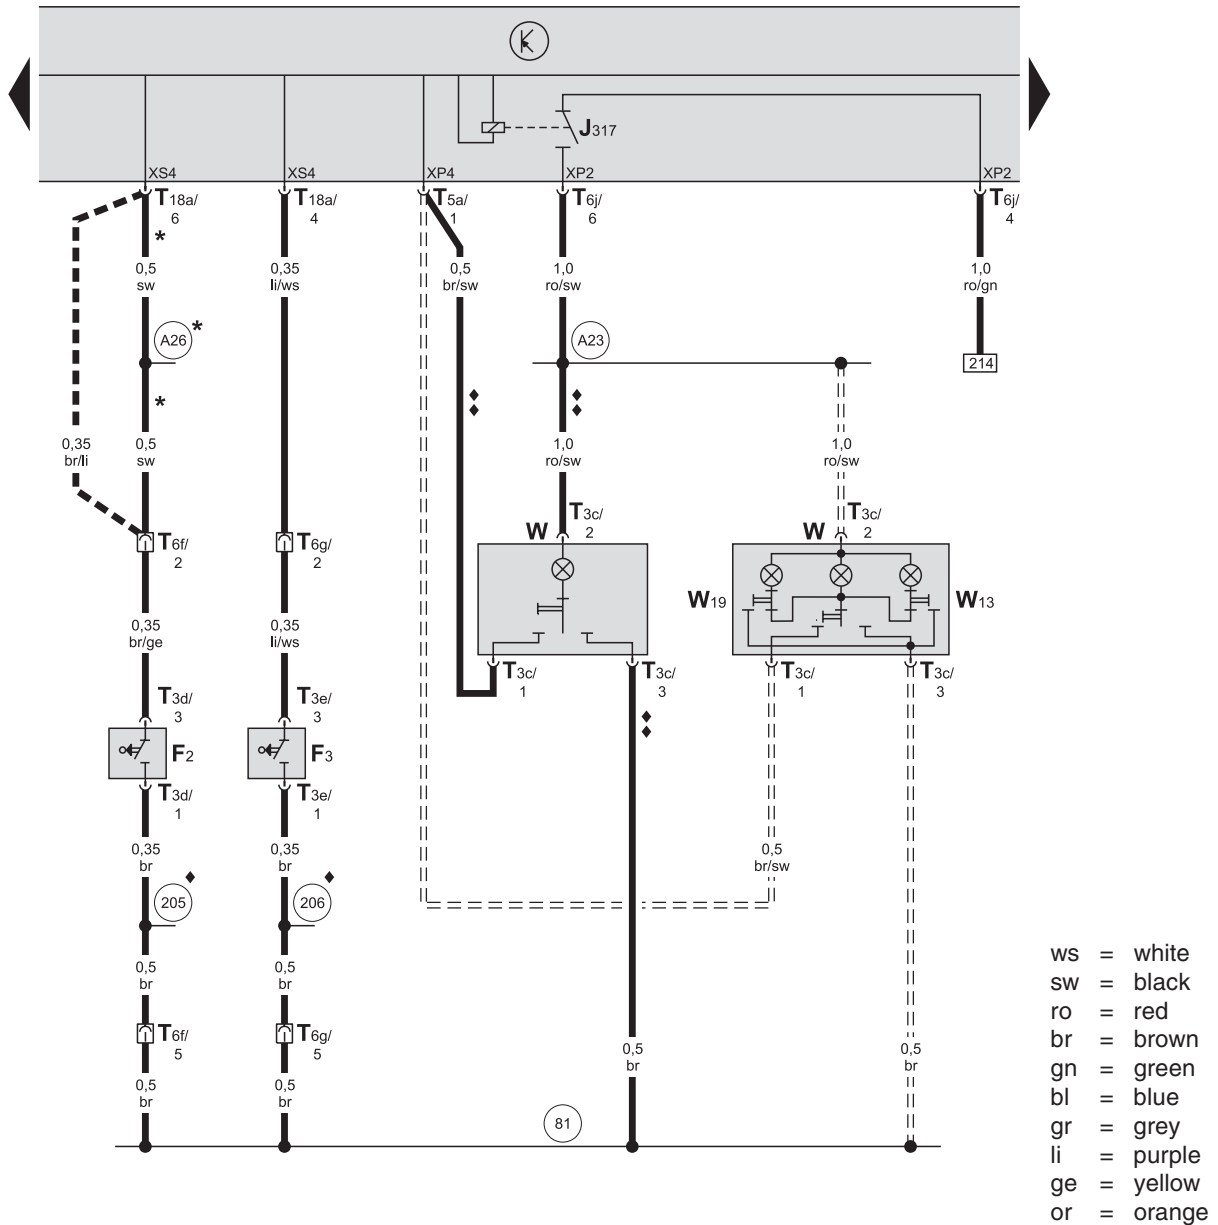 J317
XS4 XS4 XP4 XP2 XP2
T18a/ T18a/ T5a/ T6j/ T6j/
6 4 1 6 4
*
0,5 0,35 0,5 1,0 1,0
sw li/ws br/sw ro/sw ro/gn
A26 * A23
214
*
0,35 0,5 1,0 1,0
br/li sw ro/sw ro/sw
T3c/ T3c/
W 2 W 2
T6f/ T6g/
2 2
W19 W13
0,35 0,35
br/ge li/ws
T3c/ T3c/ T3c/ T3c/
1 3 1 3
T3d/ T3e/
3 3
F2 F3
T3d/ T3e/
1 1
0,35 0,35 0,5
br br br/sw
205 206
0,5 0,5
br br
T6f/ T6g/
5 5
0,5 0,5
br br
0,5 0,5
br br
81
ws = white
sw = black
ro = red
br = brown
gn = green
bl = blue
gr = grey
li = purple
ge = yellow
or = orange